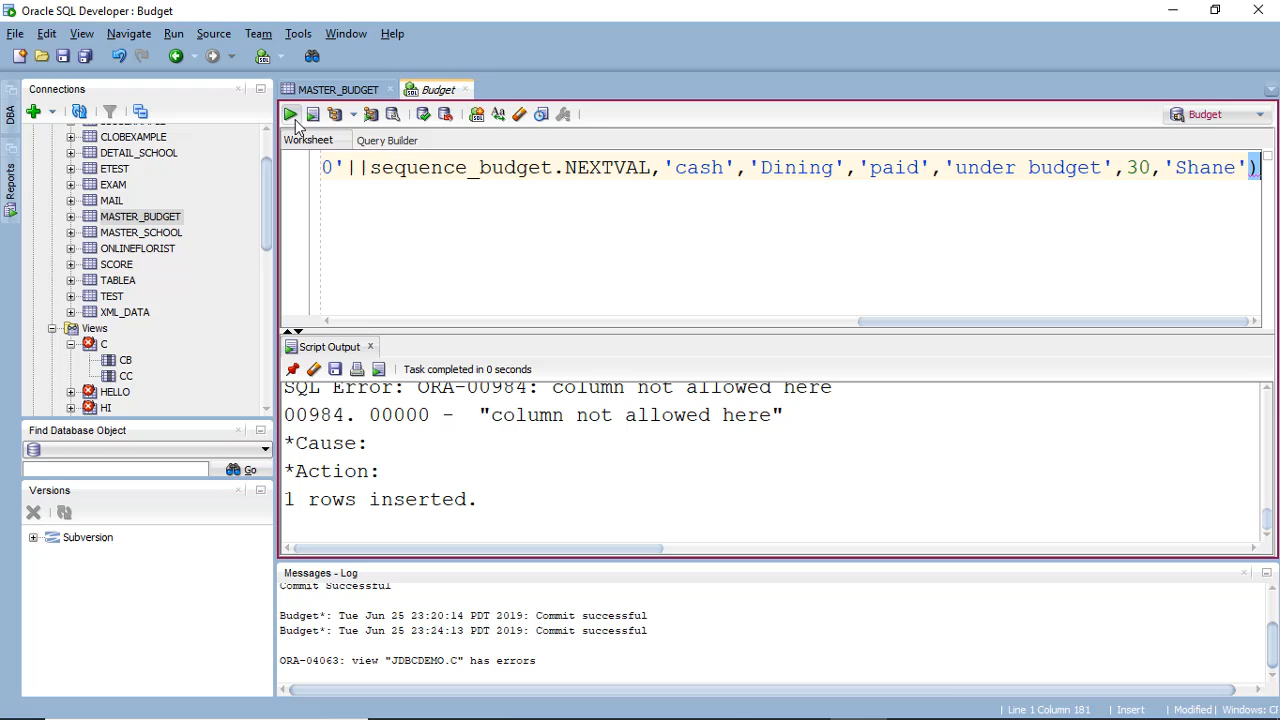 Oracle SQL Developer: Budget
File Edit View Navigate Run Source Team Tools Window Help
DBA
Reports
Connections
CLOBEXAMPLE
DETAIL_SCHOOL
ETEST
EXAM
MAIL
MASTER_BUDGET
MASTER_SCHOOL
ONLINEFLORIST
SCORE
TABLEA
TEST
XML_DATA
Views
C
CB
CC
HELLO
HI
Find Database Object
Go
Versions
Subversion
MASTER_BUDGET
Budget
Budget
Worksheet Query Builder
0'||sequence_budget.NEXTVAL,'cash','Dining','paid','under budget',30,'Shane')
Script Output
Task completed in 0 seconds
SQL Error: ORA-00984: column not allowed here
00984. 00000 - "column not allowed here"
*Cause:
*Action:
1 rows inserted.
Messages - Log
Commit Successful
Budget*: Tue Jun 25 23:20:14 PDT 2019: Commit successful
Budget*: Tue Jun 25 23:24:13 PDT 2019: Commit successful
ORA-04063: view "JDBCDEMO.C" has errors
Line 1 Column 181 Insert Modified Windows: CF